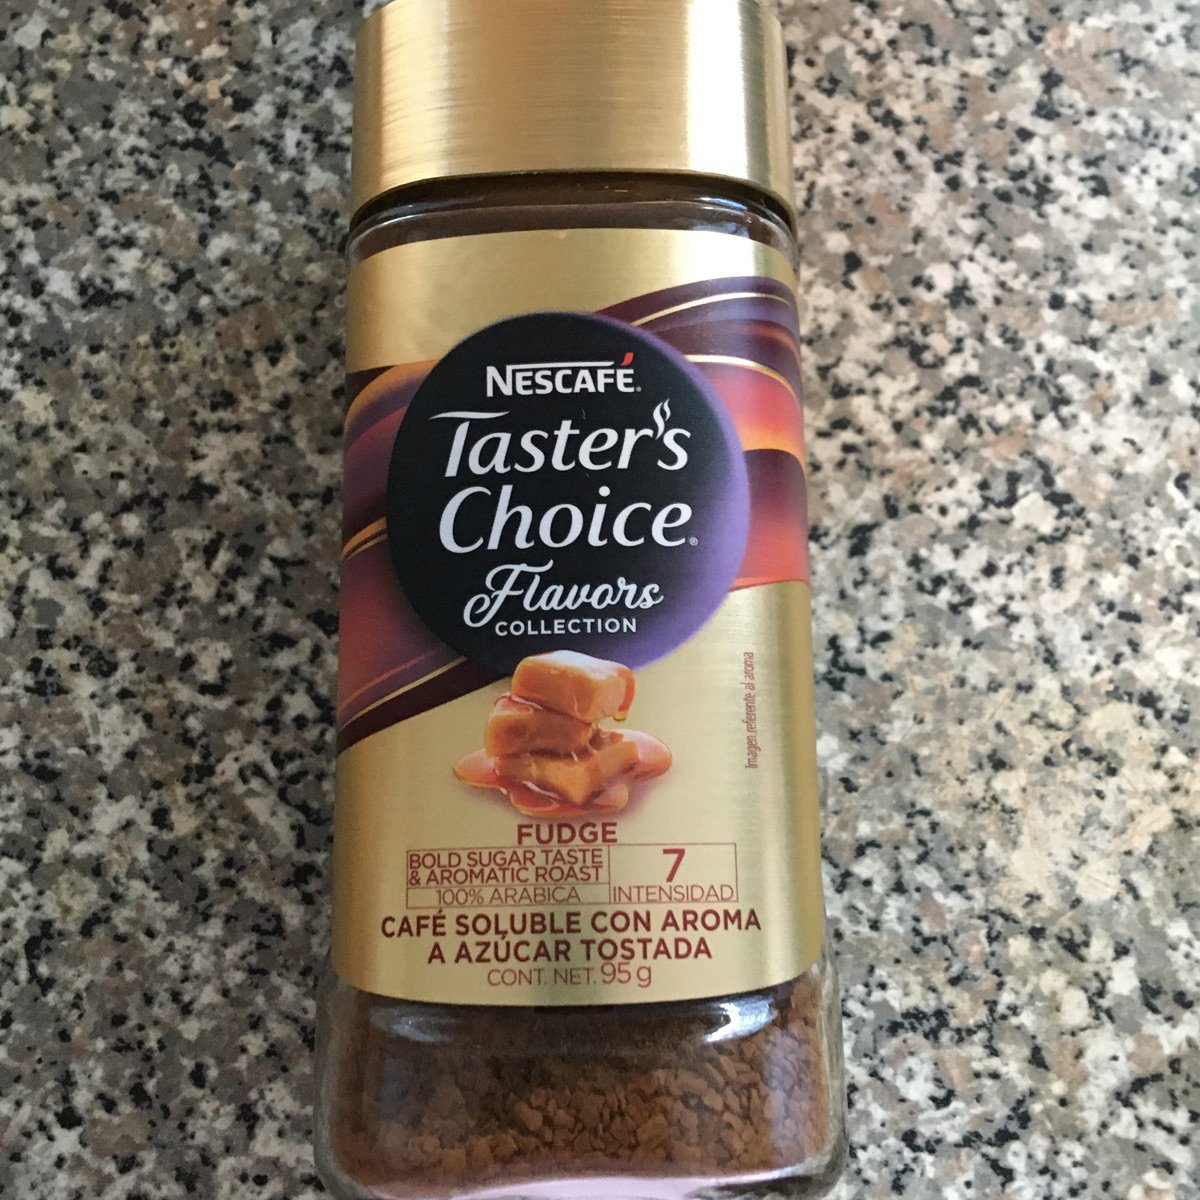 NESCAFÉ®
Taster's
Choice®
Flavors
COLLECTION
Imagen referente al aroma
FUDGE
BOLD SUGAR TASTE
& AROMATIC ROAST
100% ARABICA
7
INTENSIDAD
CAFÉ SOLUBLE CON AROMA
A AZÚCAR TOSTADA
CONT. NET. 95 g